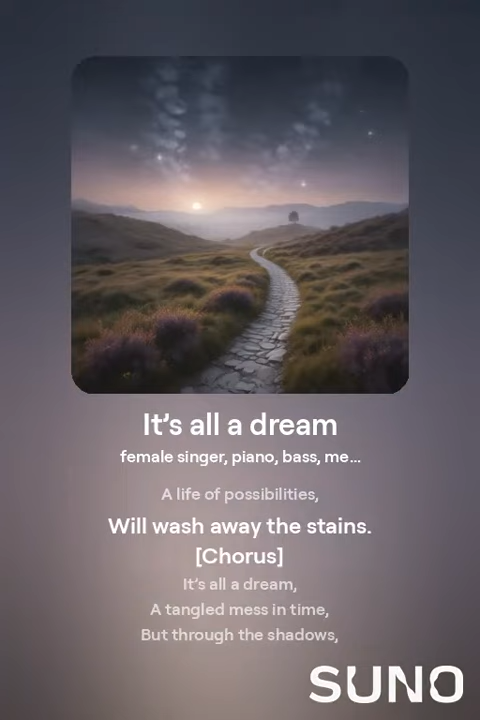 It's all a dream
female singer, piano, bass, me...
A life of possibilities,
Will wash away the stains.
[Chorus]
It's all a dream,
A tangled mess in time,
But through the shadows,
SUNO